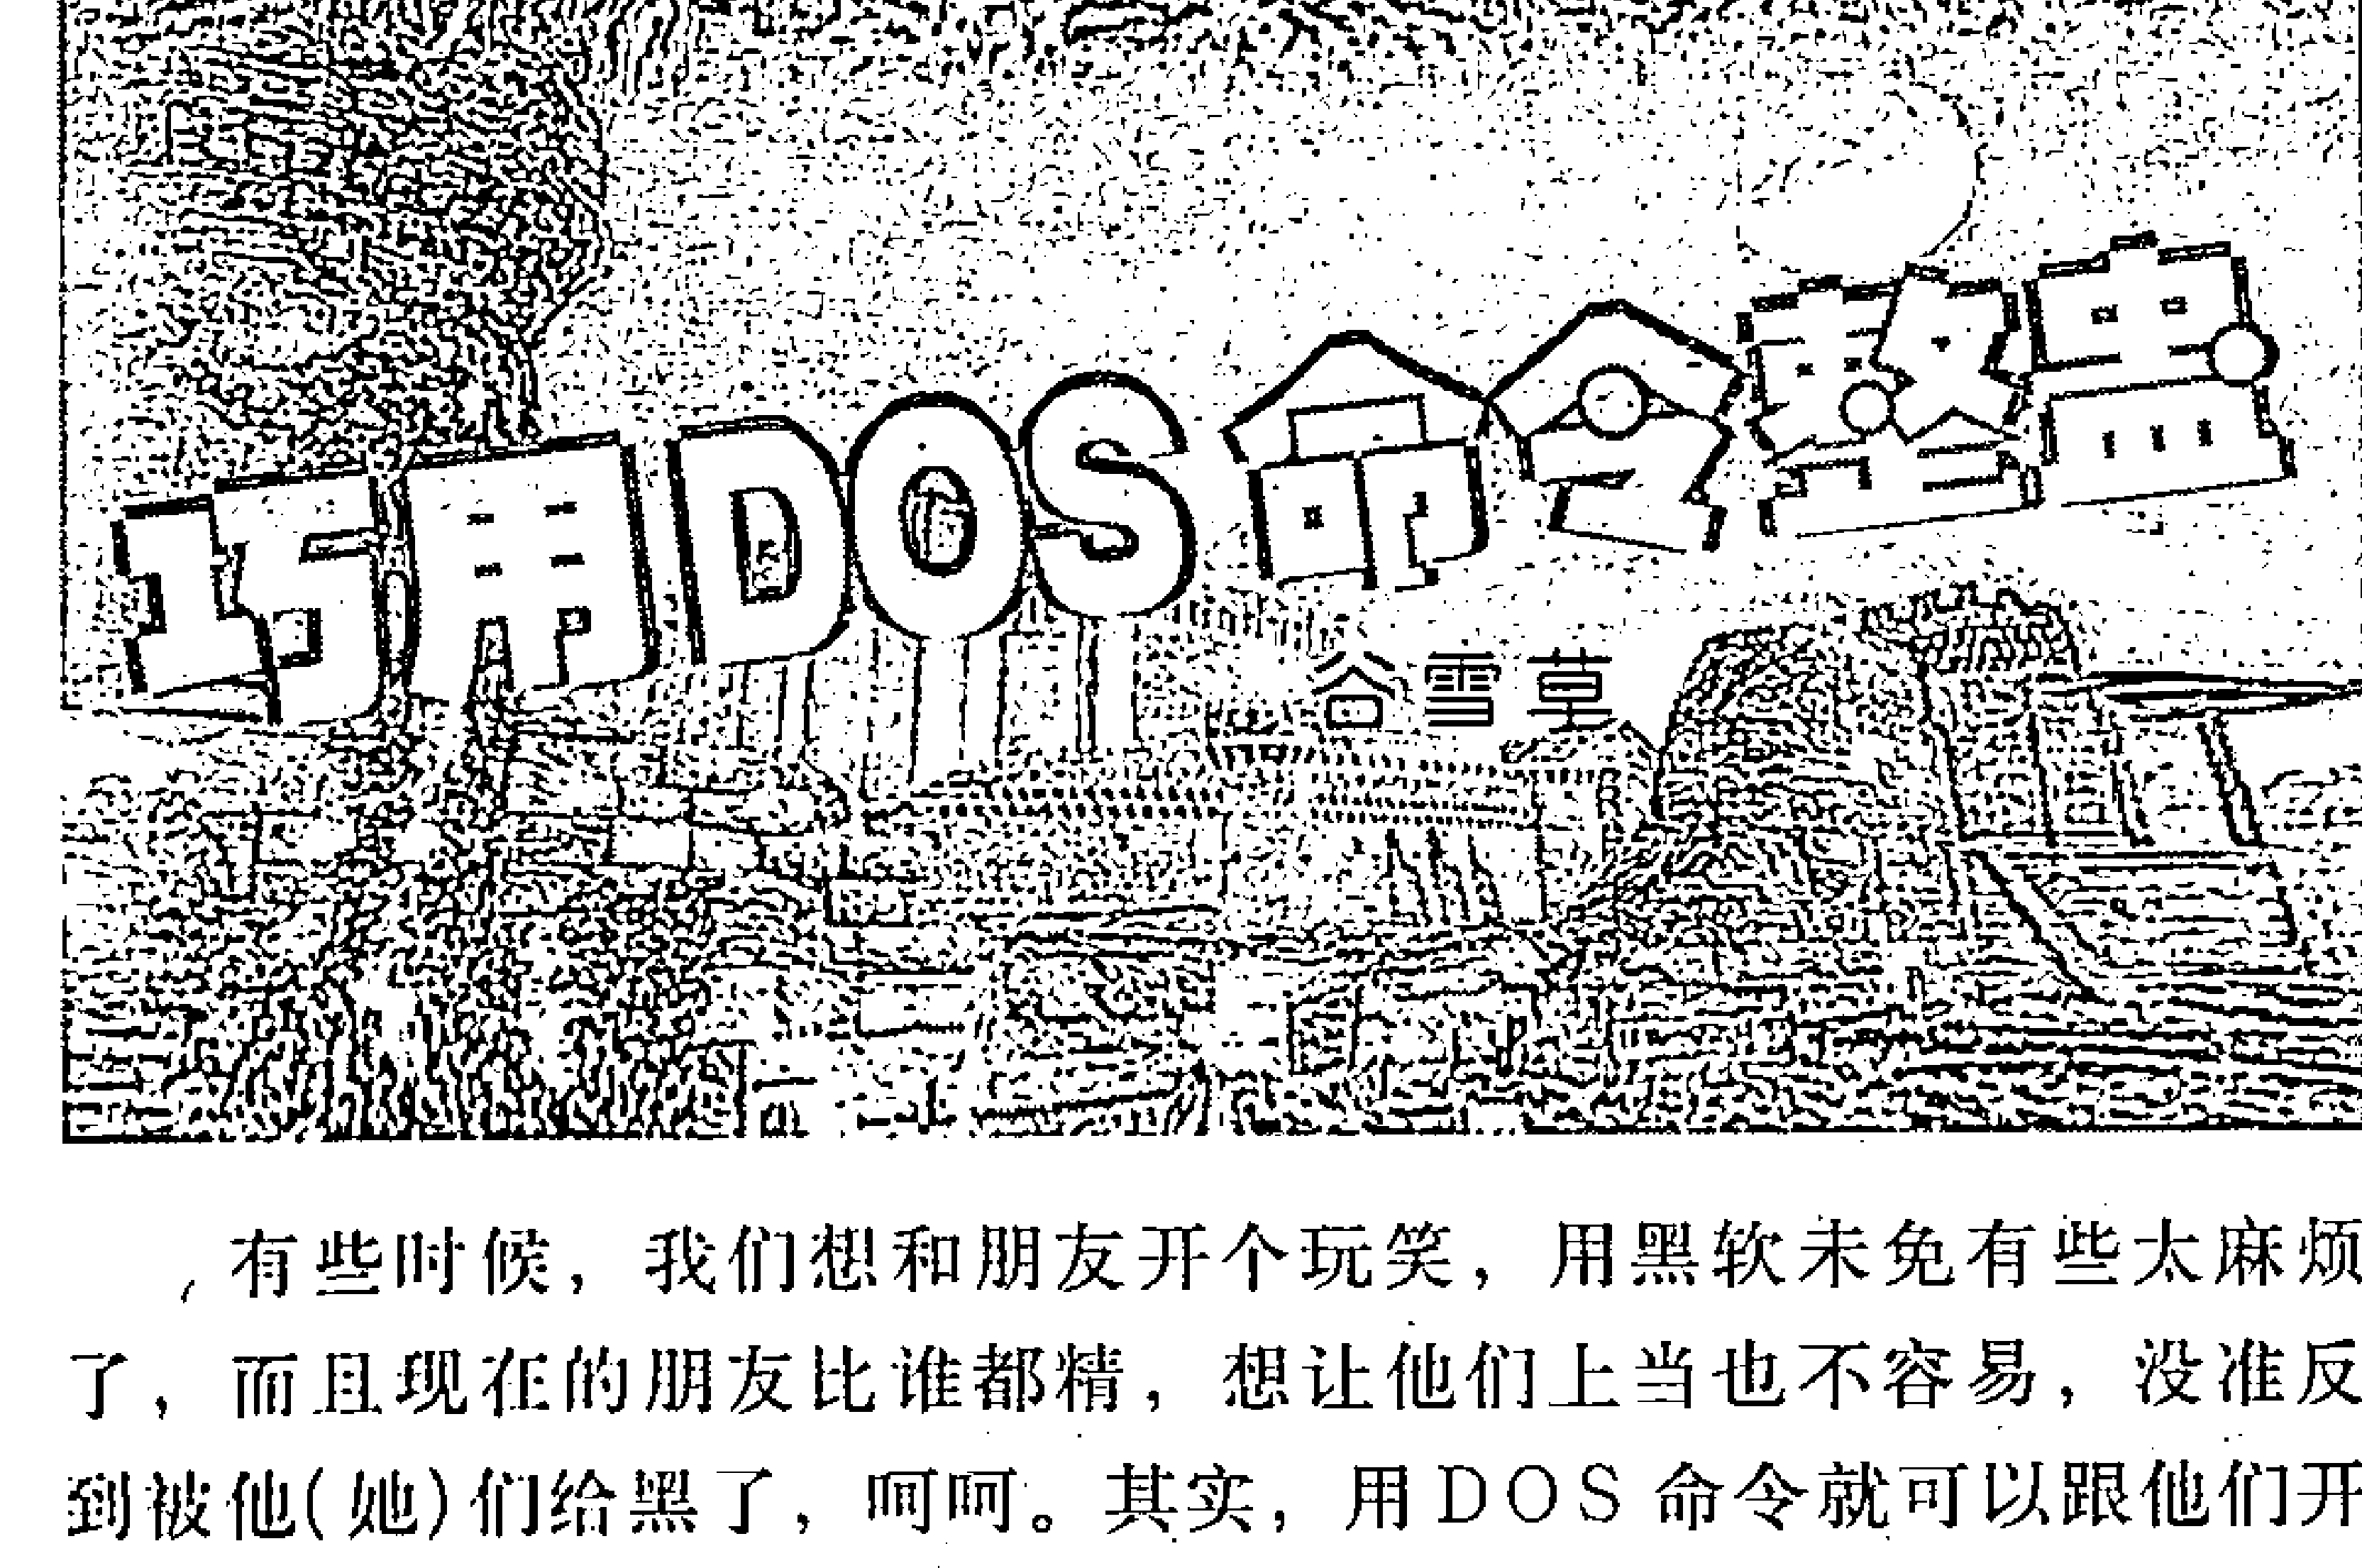 巧用DOS命令整蛊
谷雪草
有些时候，我们想和朋友开个玩笑，用黑软未免有些太麻烦
了，而且现在的朋友比谁都精，想让他们上当也不容易，没准反
到被他(她)们给黑了，呵呵。其实，用DOS命令就可以跟他们开